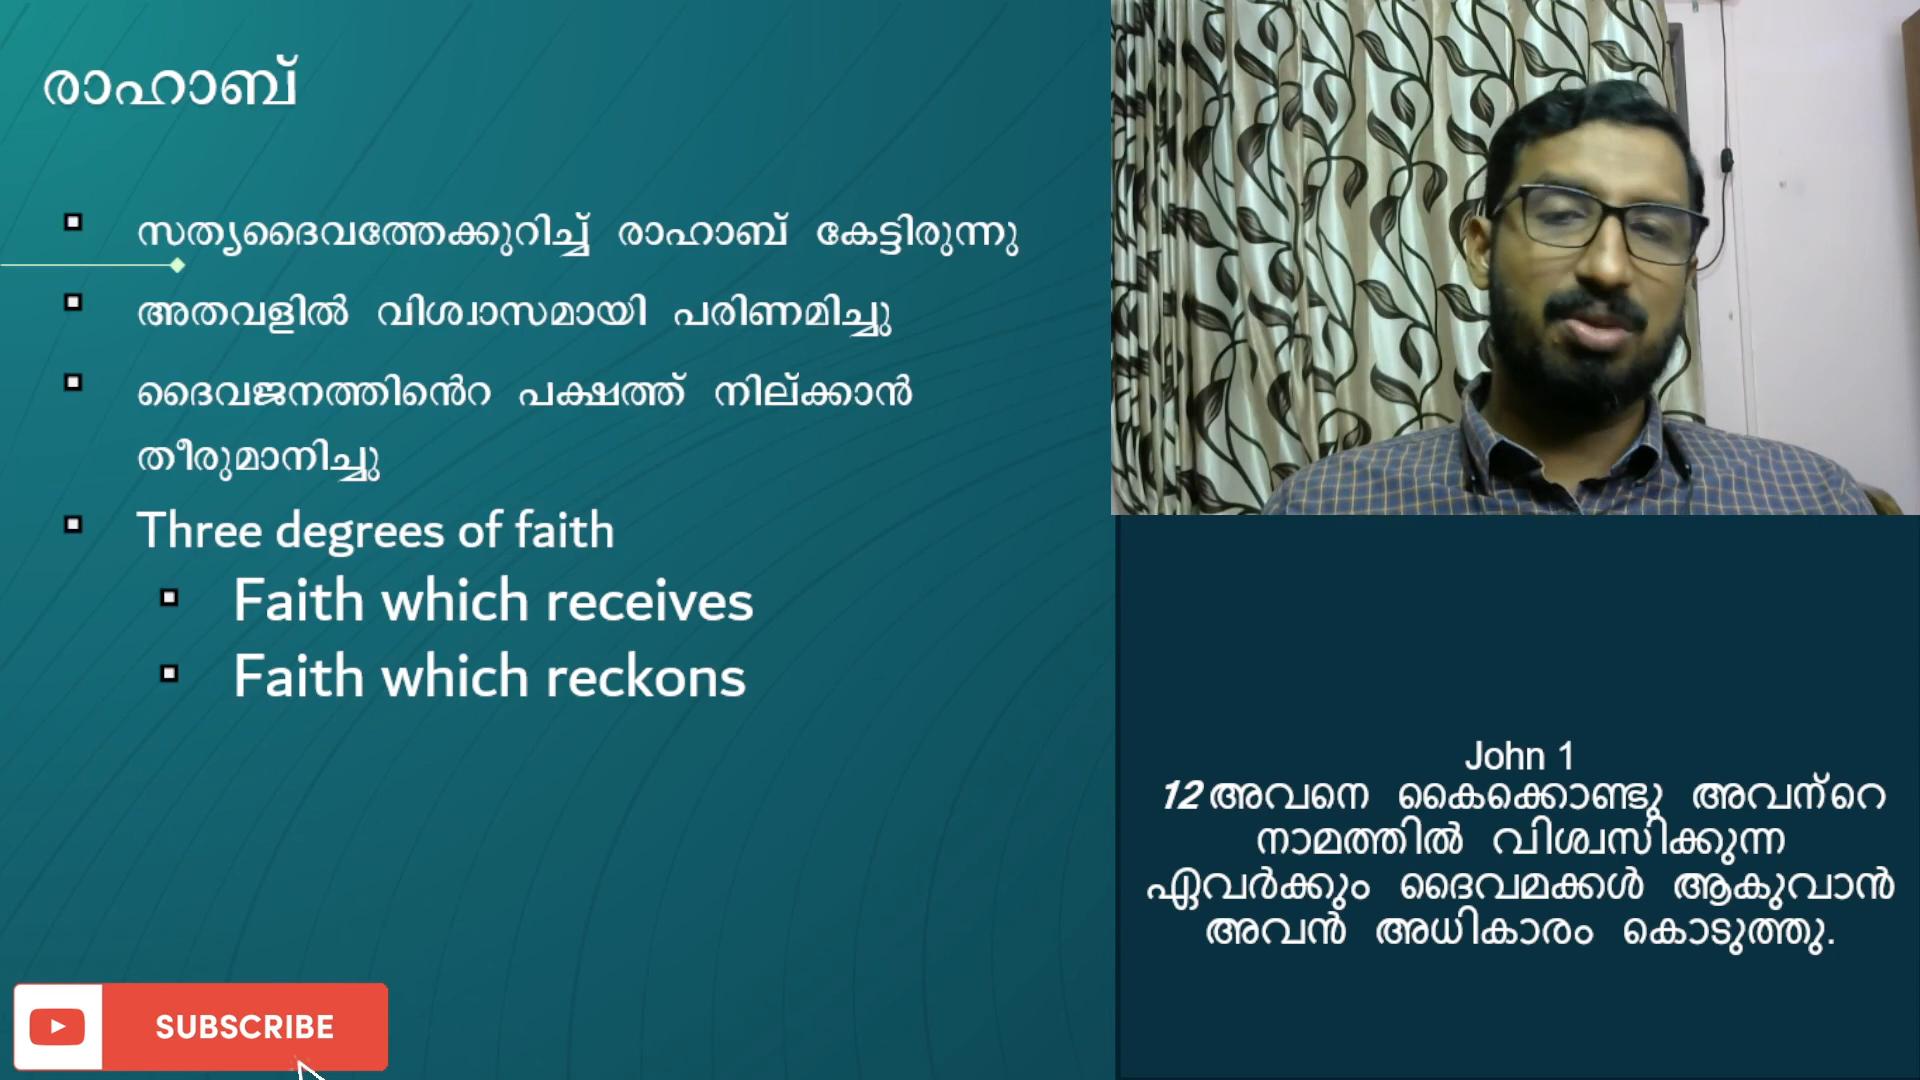 രാഹാബ്
സത്യദൈവത്തേക്കുറിച്ച് രാഹാബ് കേട്ടിരുന്നു
അതവളിൽ വിശ്വാസമായി പരിണമിച്ചു
ദൈവജനത്തിൻെറ പക്ഷത്ത് നില്ക്കാൻ
തീരുമാനിച്ചു
Three degrees of faith
Faith which receives
Faith which reckons
John 1
12 അവനെ കൈക്കൊണ്ടു അവന്റെ
നാമത്തിൽ വിശ്വസിക്കുന്ന
ഏവർക്കും ദൈവമക്കൾ ആകുവാൻ
അവൻ അധികാരം കൊടുത്തു.
SUBSCRIBE